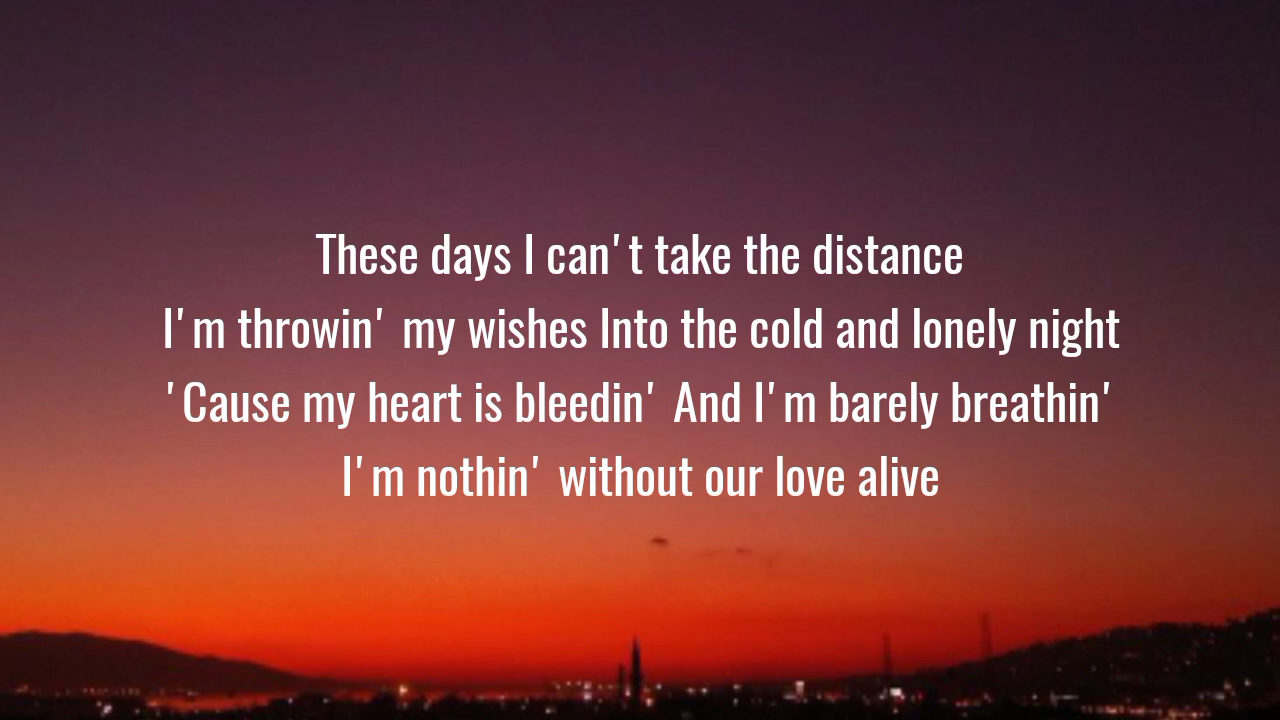 These days I can't take the distance
I'm throwin' my wishes Into the cold and lonely night
'Cause my heart is bleedin' And I'm barely breathin'
I'm nothin' without our love alive